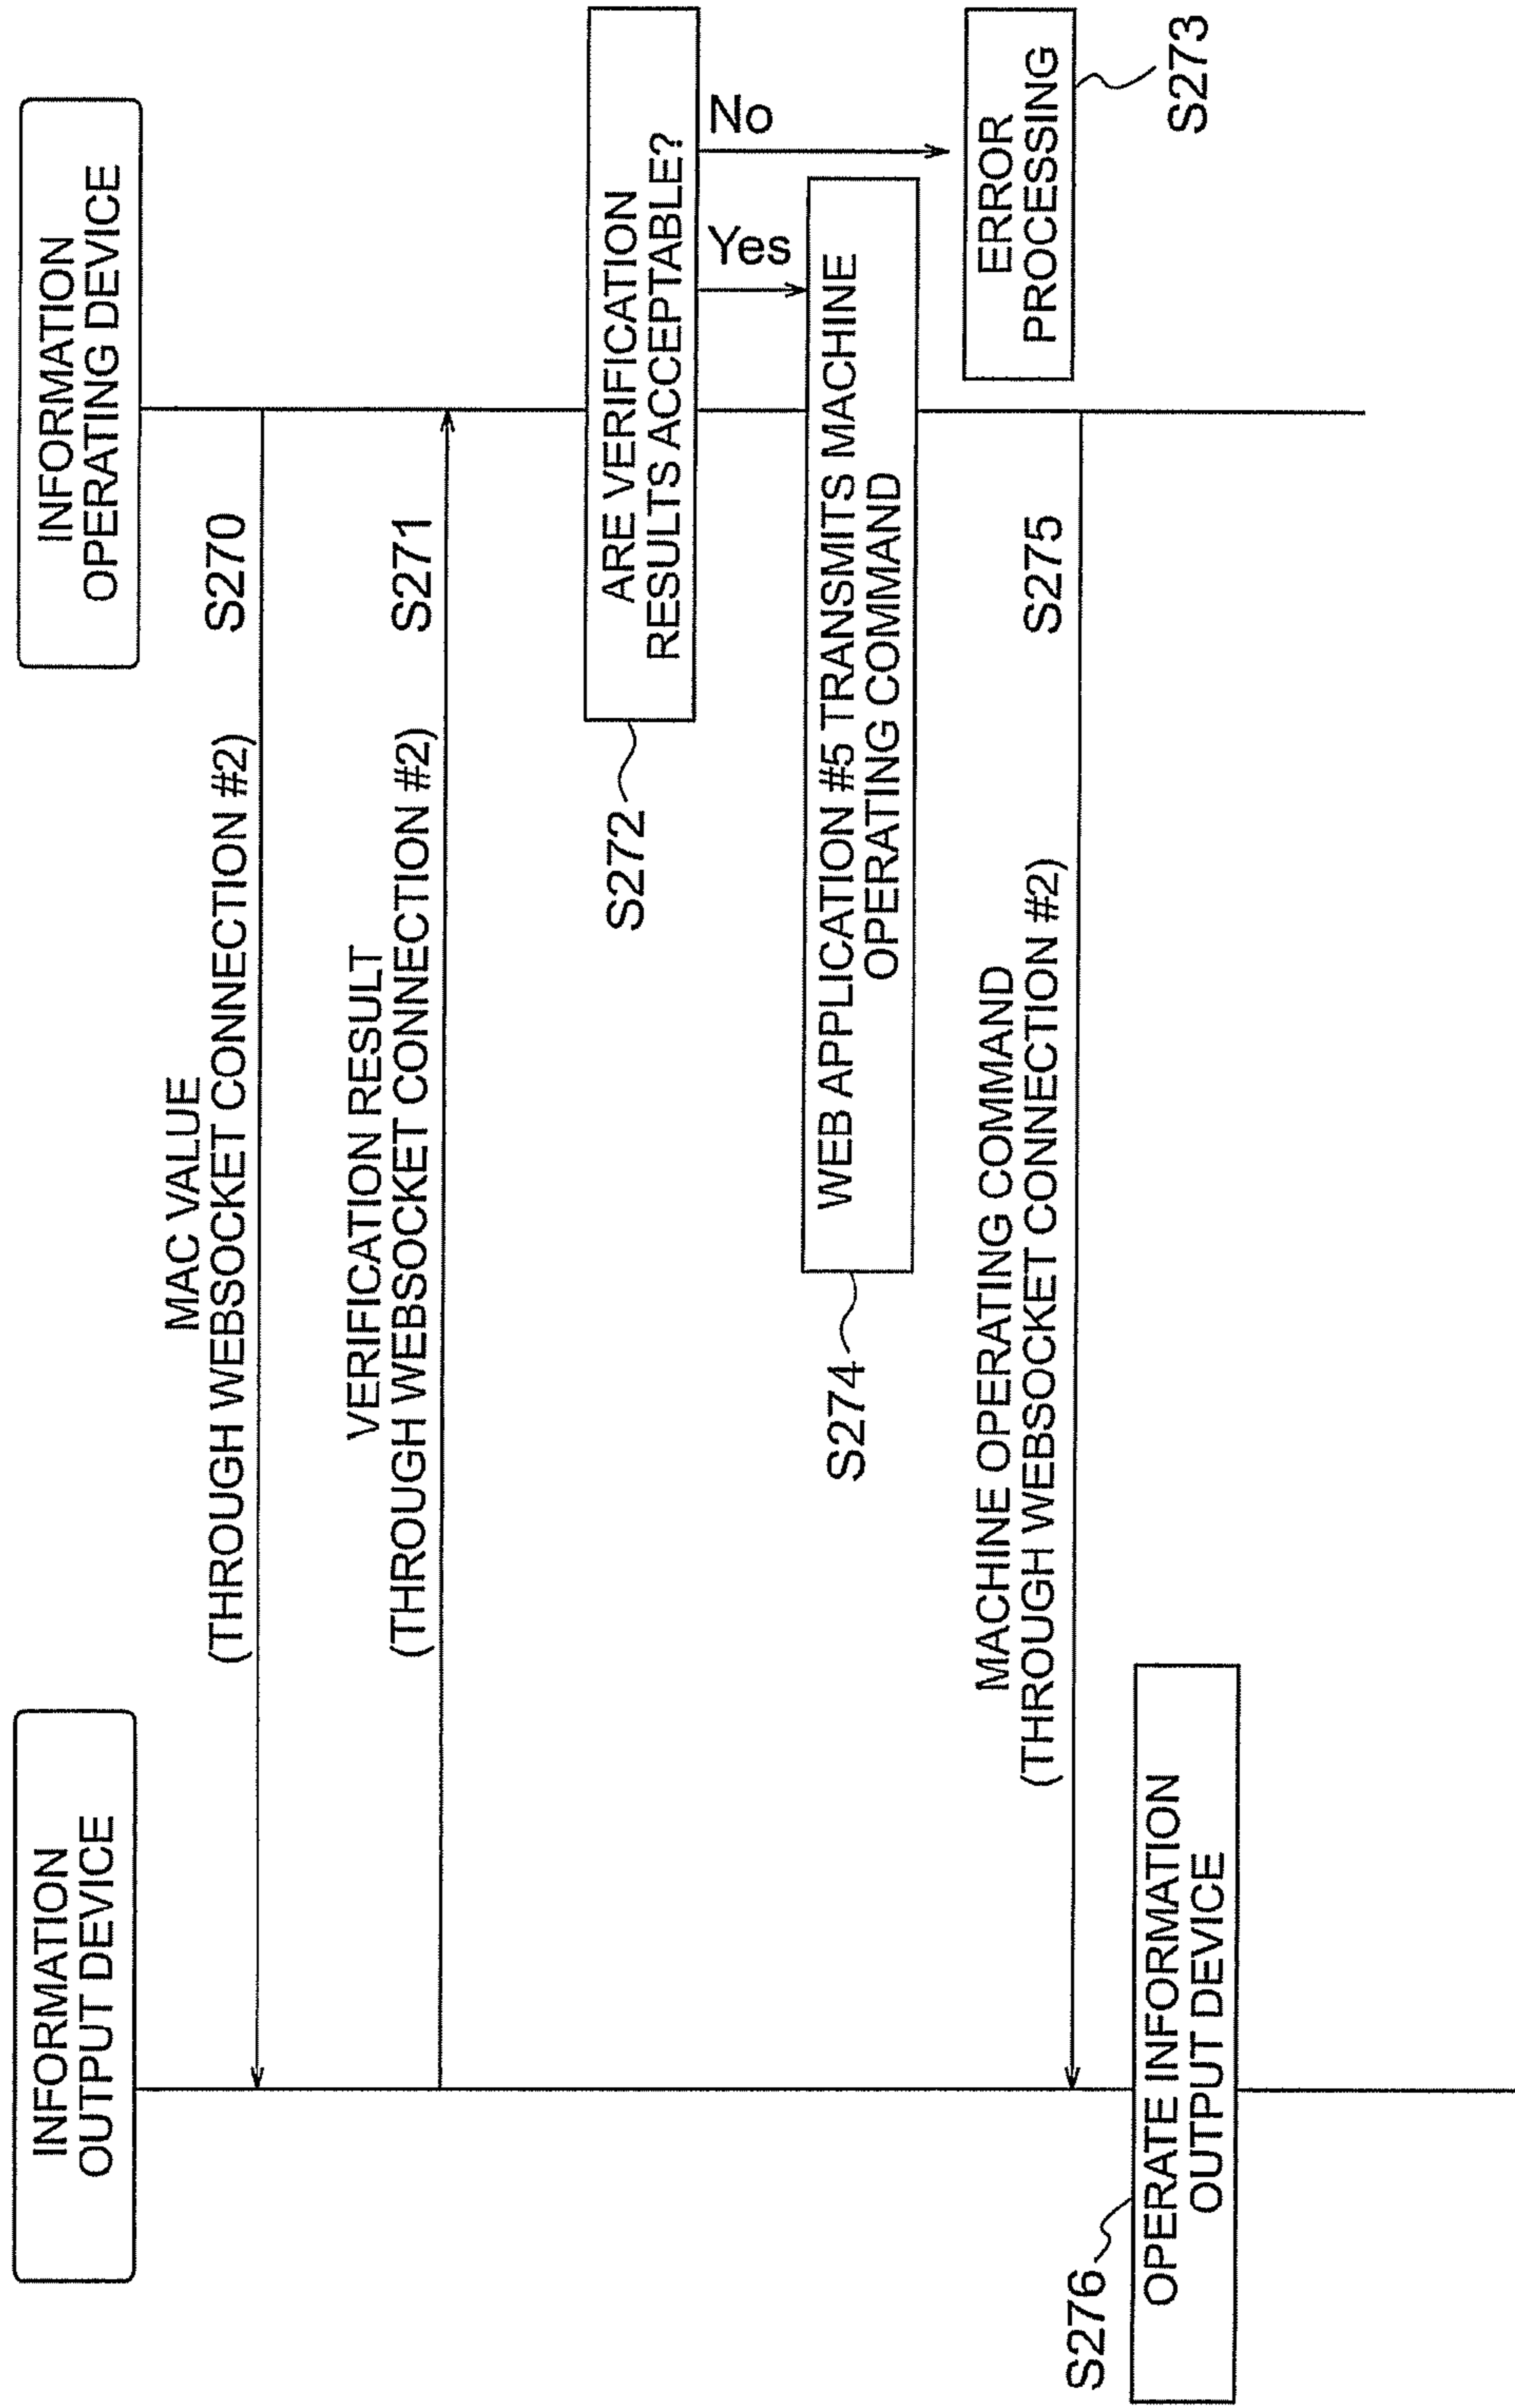 INFORMATION
OUTPUT DEVICE
INFORMATION
OPERATING DEVICE
MAC VALUE
(THROUGH WEBSOCKET CONNECTION #2)
S270
VERIFICATION RESULT
(THROUGH WEBSOCKET CONNECTION #2)
S271
S272
ARE VERIFICATION
RESULTS ACCEPTABLE?
Yes
No
S274
WEB APPLICATION #5 TRANSMITS MACHINE
OPERATING COMMAND
ERROR
PROCESSING
S273
MACHINE OPERATING COMMAND
(THROUGH WEBSOCKET CONNECTION #2)
S275
S276
OPERATE INFORMATION
OUTPUT DEVICE